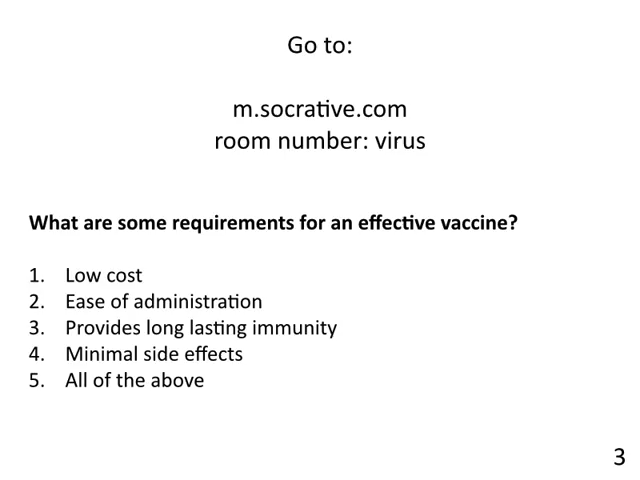 Go to:
m.socrative.com
room number: virus
What are some requirements for an effective vaccine?
1. Low cost
2. Ease of administration
3. Provides long lasting immunity
4. Minimal side effects
5. All of the above
3